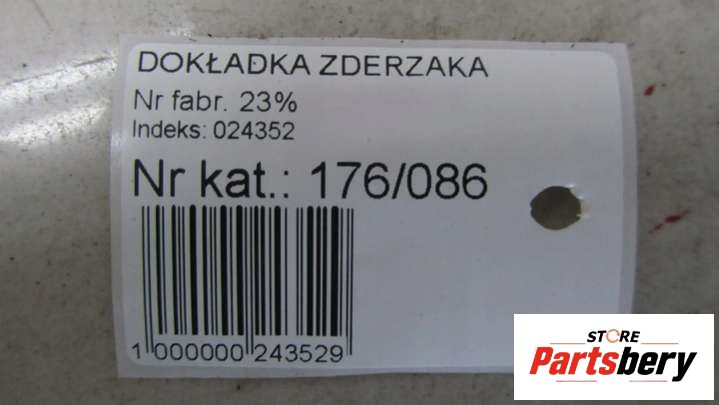 DOKŁADKA ZDERZAKA
Nr fabr. 23%
Indeks: 024352
Nr kat.: 176/086
1 000000 243529
STORE
Partsbery